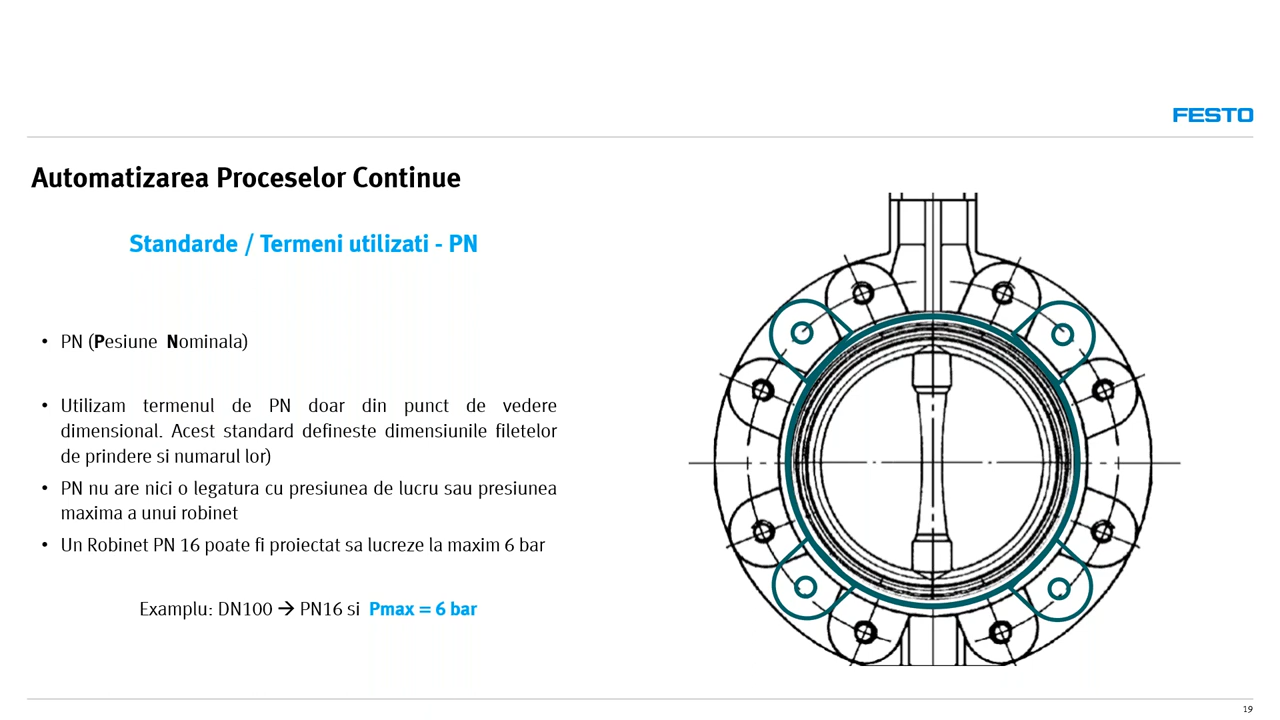 FESTO
Automatizarea Proceselor Continue
Standarde / Termeni utilizati - PN
• PN (Pesiune Nominala)
• Utilizam termenul de PN doar din punct de vedere
dimensional. Acest standard defineste dimensiunile filetelor
de prindere si numarul lor)
• PN nu are nici o legatura cu presiunea de lucru sau presiunea
maxima a unui robinet
• Un Robinet PN 16 poate fi proiectat sa lucreze la maxim 6 bar
Examplu: DN100 → PN16 si Pmax = 6 bar
19